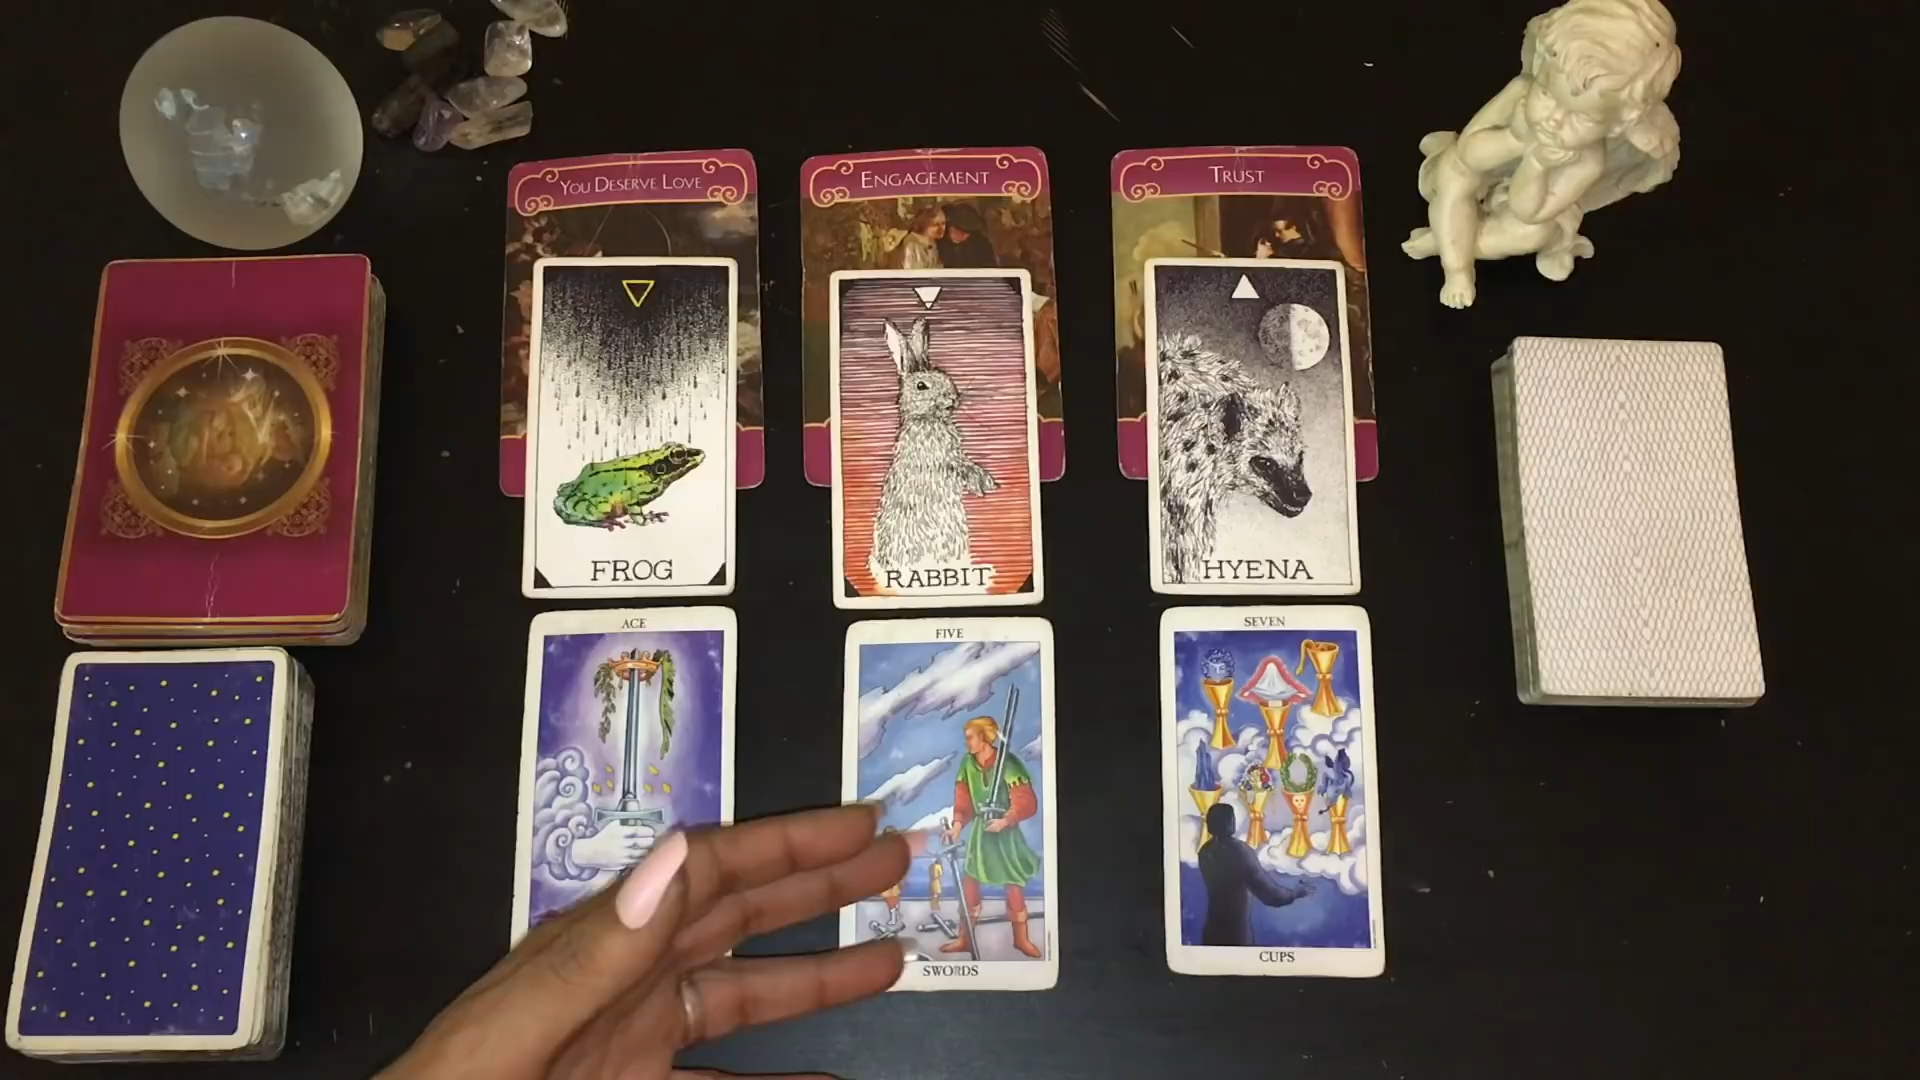 YOU DESERVE LOVE
ENGAGEMENT
TRUST
FROG
RABBIT
HYENA
ACE
FIVE
SEVEN
SWORDS
CUPS